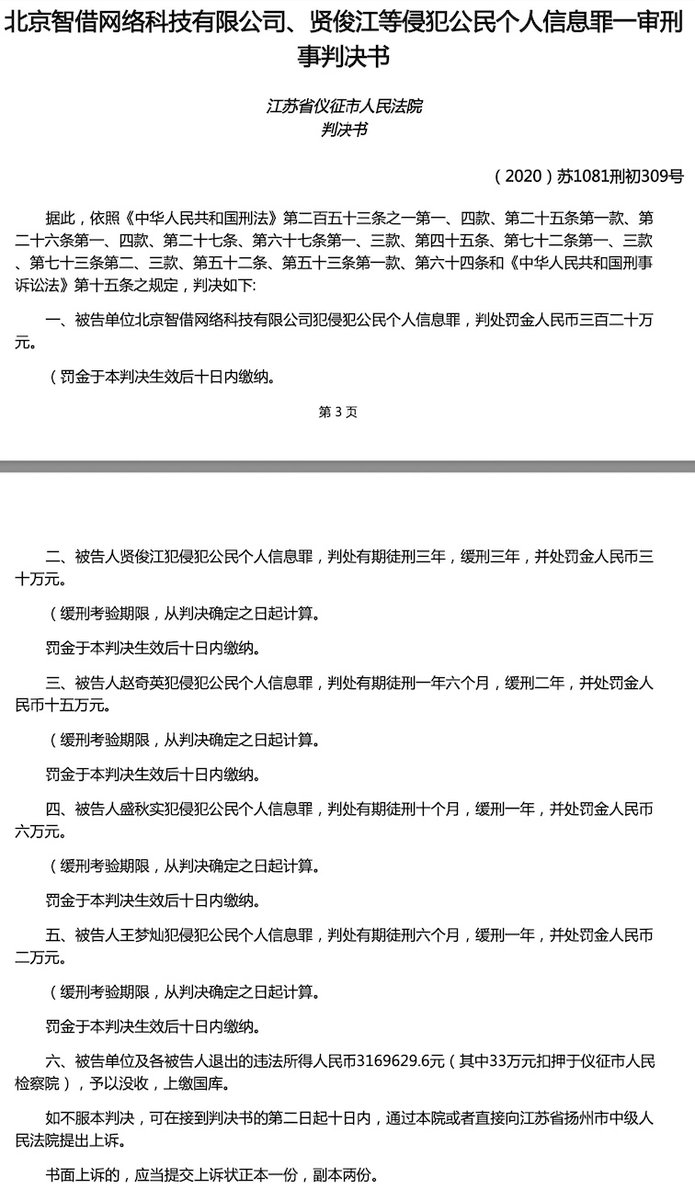 北京智借网络科技有限公司、贤俊江等侵犯公民个人信息罪一审刑
事判决书
江苏省仪征市人民法院
判决书
（2020）苏1081刑初309号
据此，依照《中华人民共和国刑法》第二百五十三条之一第一、四款、第二十五条第一款、第
二十六条第一、四款、第二十七条、第六十七条第一、三款、第四十五条、第七十二条第一、三款
、第七十三条第二、三款、第五十二条、第五十三条第一款、第六十四条和《中华人民共和国刑事
诉讼法》第十五条之规定，判决如下:
一、被告单位北京智借网络科技有限公司犯侵犯公民个人信息罪，判处罚金人民币三百二十万
元。
（罚金于本判决生效后十日内缴纳。
第 3 页
二、被告人贤俊江犯侵犯公民个人信息罪，判处有期徒刑三年，缓刑三年，并处罚金人民币三
十万元。
（缓刑考验期限，从判决确定之日起计算。
罚金于本判决生效后十日内缴纳。
三、被告人赵奇英犯侵犯公民个人信息罪，判处有期徒刑一年六个月，缓刑二年，并处罚金人
民币十五万元。
（缓刑考验期限，从判决确定之日起计算。
罚金于本判决生效后十日内缴纳。
四、被告人盛秋实犯侵犯公民个人信息罪，判处有期徒刑十个月，缓刑一年，并处罚金人民币
六万元。
（缓刑考验期限，从判决确定之日起计算。
罚金于本判决生效后十日内缴纳。
五、被告人王梦灿犯侵犯公民个人信息罪，判处有期徒刑六个月，缓刑一年，并处罚金人民币
二万元。
（缓刑考验期限，从判决确定之日起计算。
罚金于本判决生效后十日内缴纳。
六、被告单位及各被告人退出的违法所得人民币3169629.6元（其中33万元扣押于仪征市人民
检察院），予以没收，上缴国库。
如不服本判决，可在接到判决书的第二日起十日内，通过本院或者直接向江苏省扬州市中级人
民法院提出上诉。
书面上诉的，应当提交上诉状正本一份，副本两份。